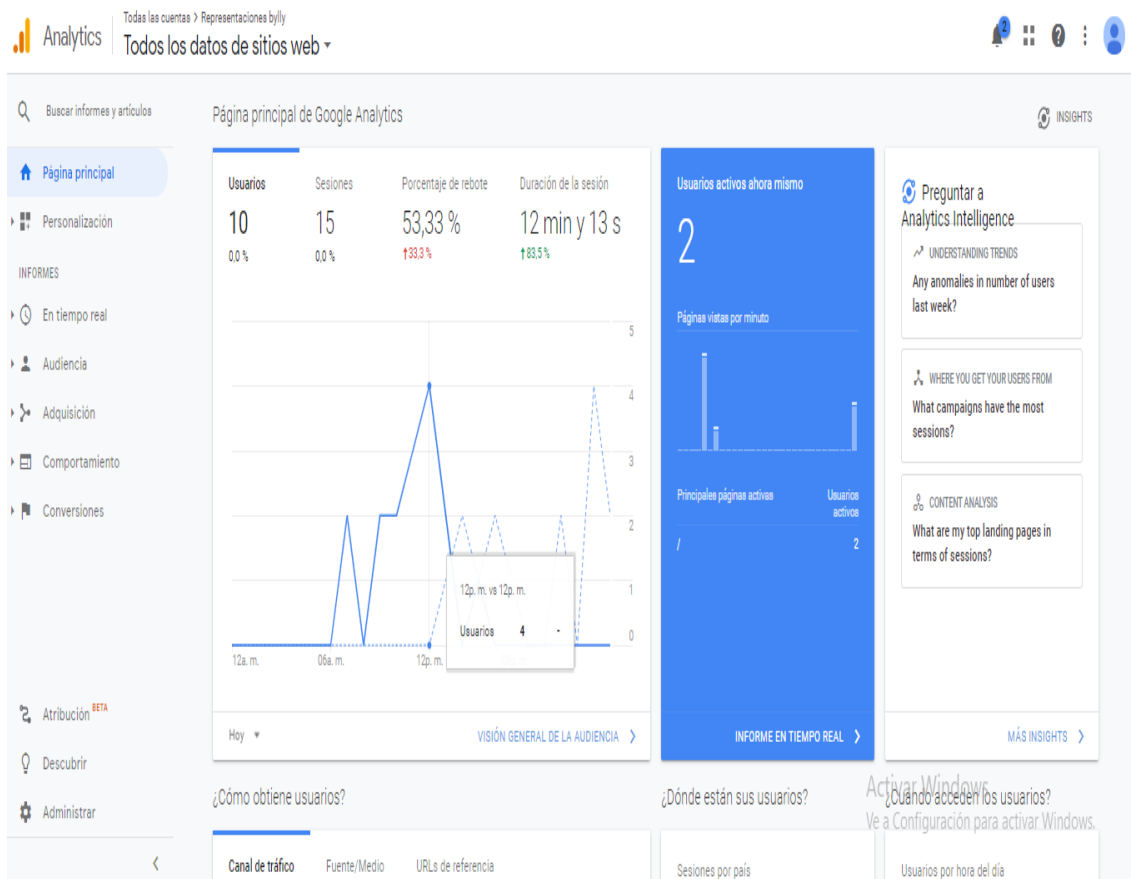 Analytics
Todas las cuentas > Representaciones bylly
Todos los datos de sitios web
2
Buscar informes y artículos
Página principal
Personalización
INFORMES
En tiempo real
Audiencia
Adquisición
Comportamiento
Conversiones
Atribución BETA
Descubrir
Administrar
Página principal de Google Analytics
INSIGHTS
Usuarios
10
0,0 %
Sesiones
15
0,0 %
Porcentaje de rebote
53,33 %
↑33,3 %
Duración de la sesión
12 min y 13 s
↑83,5 %
5
4
3
2
1
0
12a. m.
06a. m.
12p. m.
12p. m. vs 12p. m.
Usuarios 4 -
Hoy
VISIÓN GENERAL DE LA AUDIENCIA
Usuarios activos ahora mismo
2
Páginas vistas por minuto
Principales páginas activas
Usuarios activos
/ 2
INFORME EN TIEMPO REAL
Preguntar a
Analytics Intelligence
UNDERSTANDING TRENDS
Any anomalies in number of users
last week?
WHERE YOU GET YOUR USERS FROM
What campaigns have the most
sessions?
CONTENT ANALYSIS
What are my top landing pages in
terms of sessions?
MÁS INSIGHTS
¿Cómo obtiene usuarios?
Canal de tráfico
Fuente/Medio
URLs de referencia
¿Dónde están sus usuarios?
Sesiones por país
¿Cuándo acceden los usuarios?
Usuarios por hora del día
Activar Windows
Ve a Configuración para activar Windows.